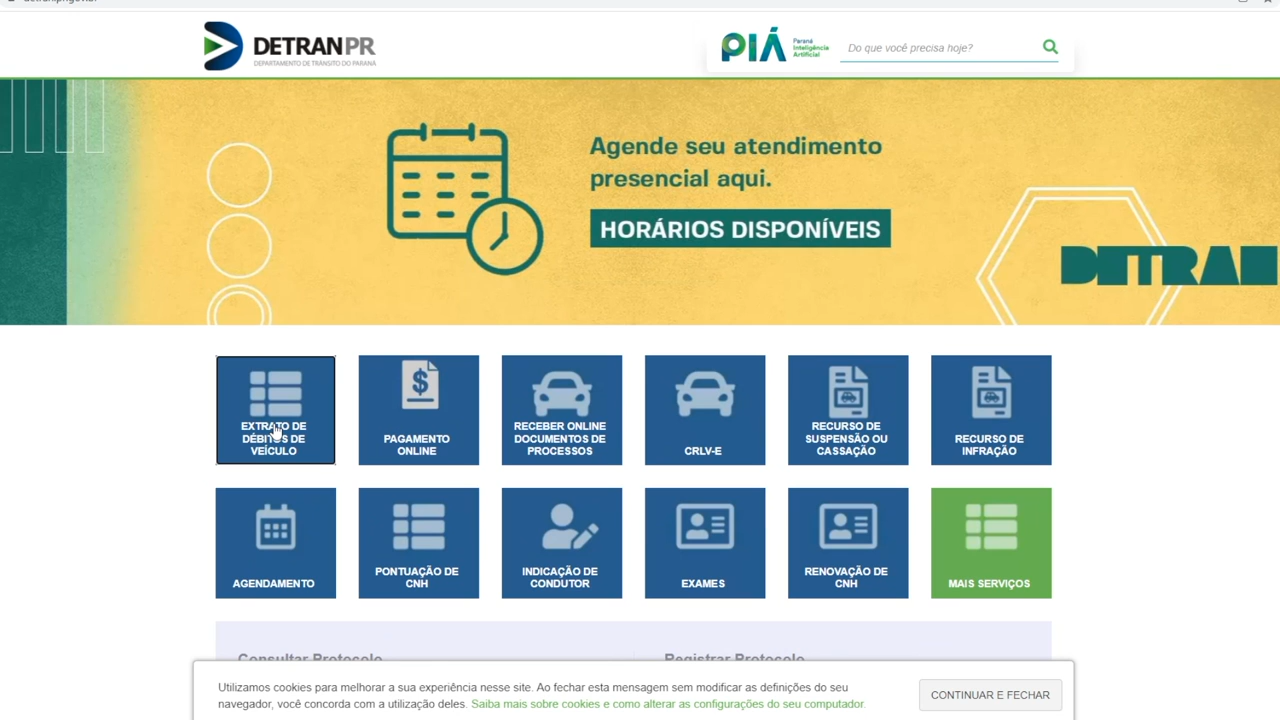 DETRANPR
DEPARTAMENTO DE TRÂNSITO DO PARANÁ
PIÁ
Paraná
Inteligência
Artificial
Do que você precisa hoje?
Agende seu atendimento
presencial aqui.
HORÁRIOS DISPONÍVEIS
DETRAN
EXTRATO DE
DÉBITOS DE
VEÍCULO
PAGAMENTO
ONLINE
RECEBER ONLINE
DOCUMENTOS DE
PROCESSOS
CRLV-E
RECURSO DE
SUSPENSÃO OU
CASSAÇÃO
RECURSO DE
INFRAÇÃO
AGENDAMENTO
PONTUAÇÃO DE
CNH
INDICAÇÃO DE
CONDUTOR
EXAMES
RENOVAÇÃO DE
CNH
MAIS SERVIÇOS
Consultar Protocolo
Registrar Protocolo
Utilizamos cookies para melhorar a sua experiência nesse site. Ao fechar esta mensagem sem modificar as definições do seu
navegador, você concorda com a utilização deles. Saiba mais sobre cookies e como alterar as configurações do seu computador.
CONTINUAR E FECHAR